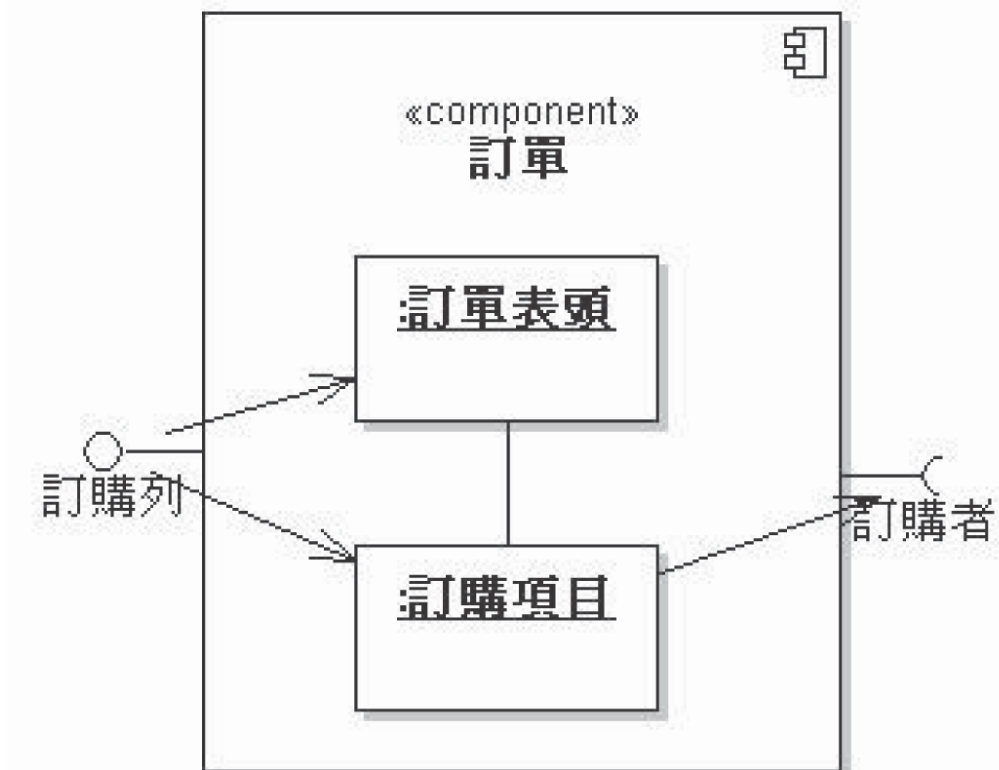 «component»
訂單
:訂單表頭
訂購列
訂購者
:訂購項目